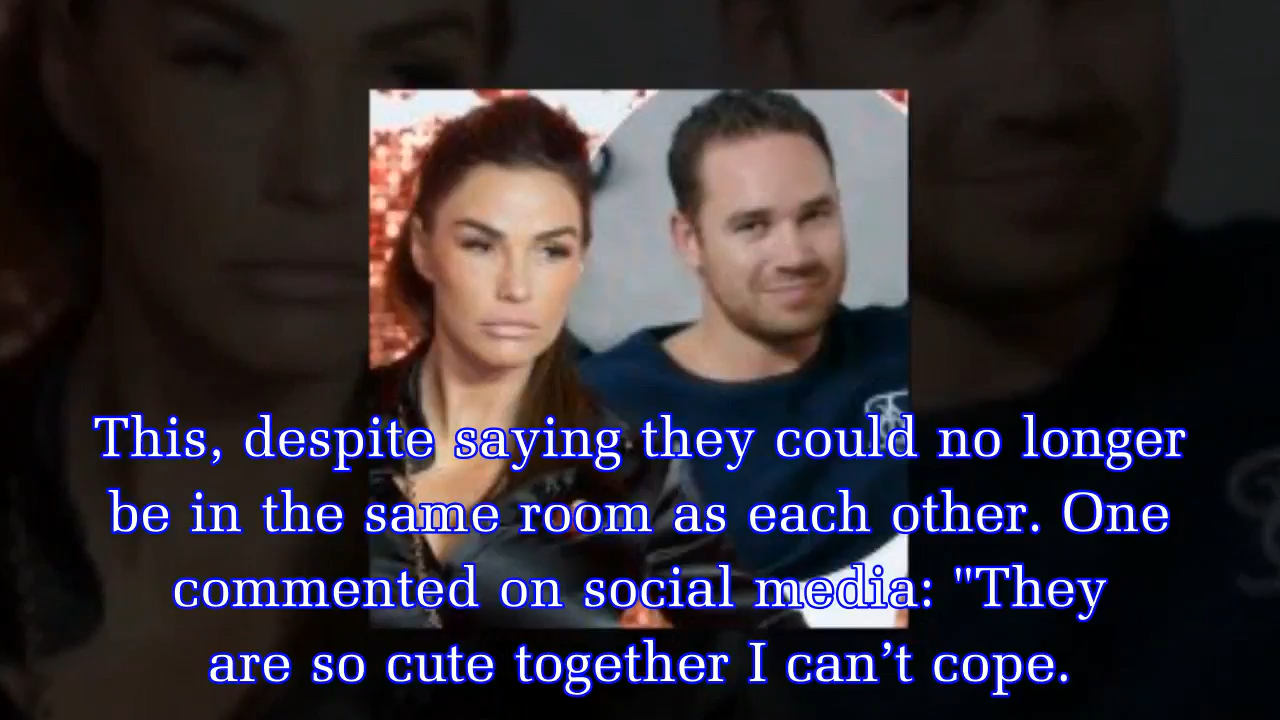 This, despite saying they could no longer
be in the same room as each other. One
commented on social media: "They
are so cute together I can’t cope.